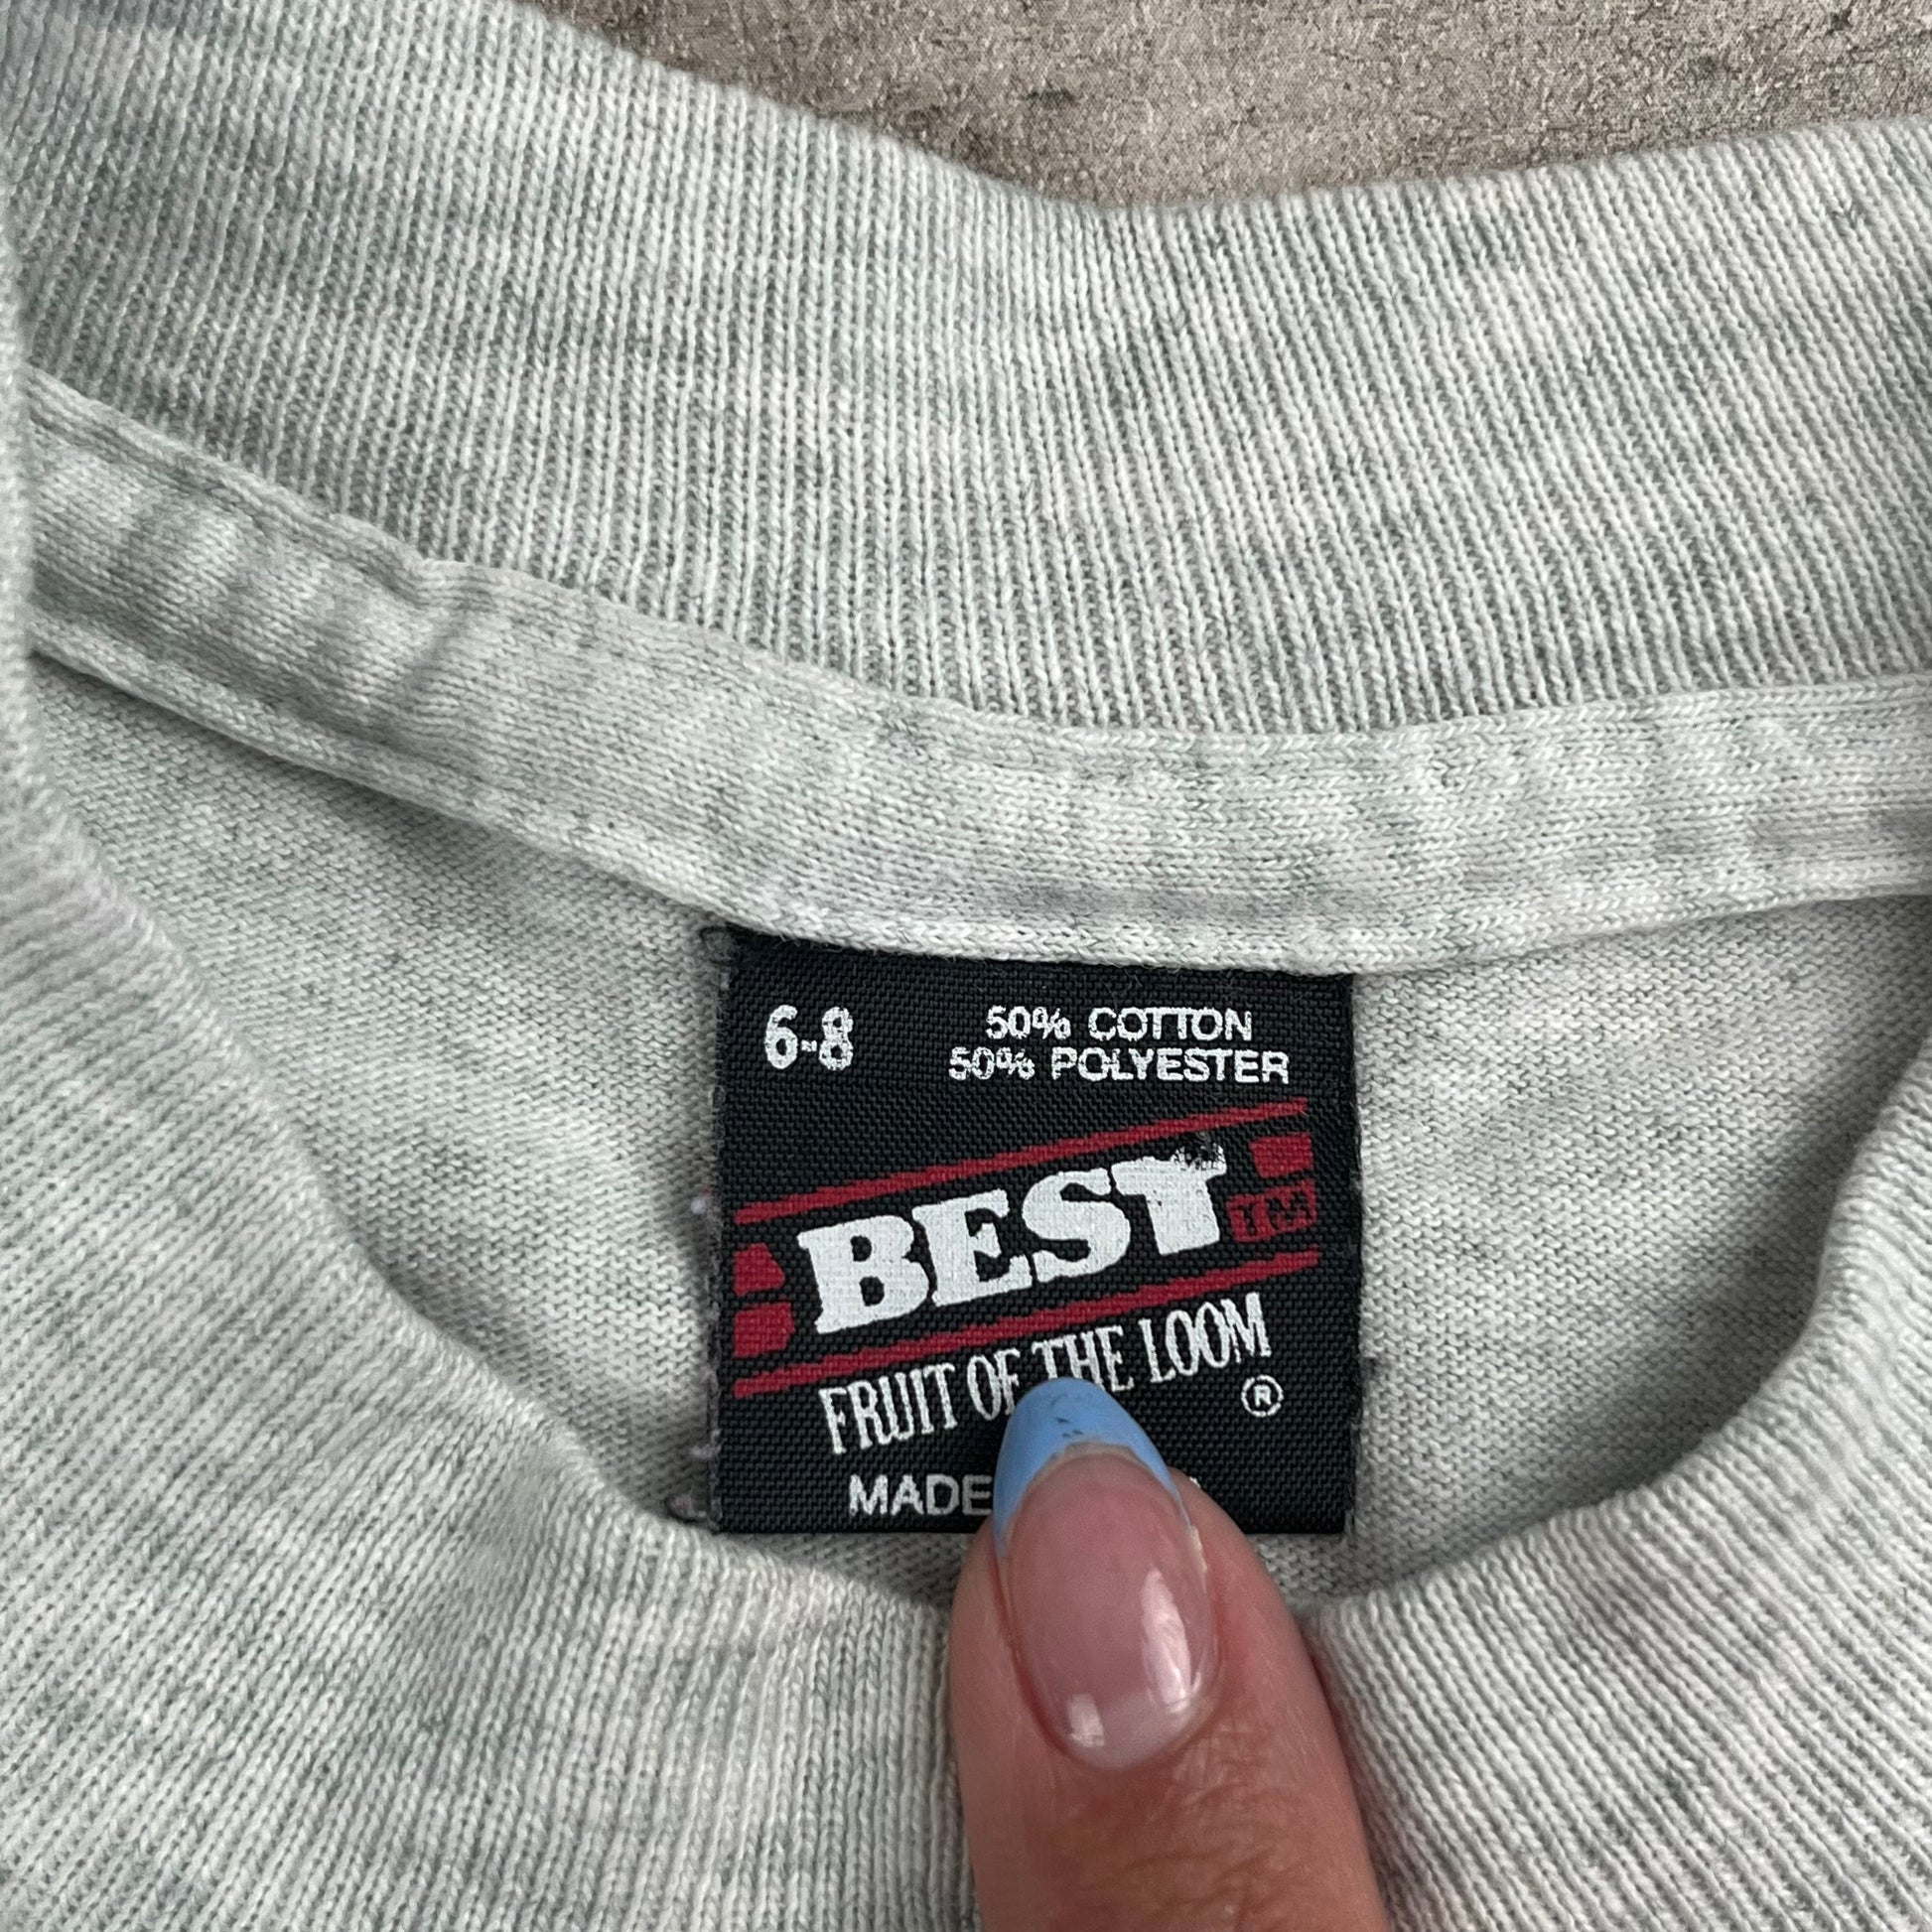 6-8
50% COTTON
50% POLYESTER
BEST TM
FRUIT OF THE LOOM
®
MADE